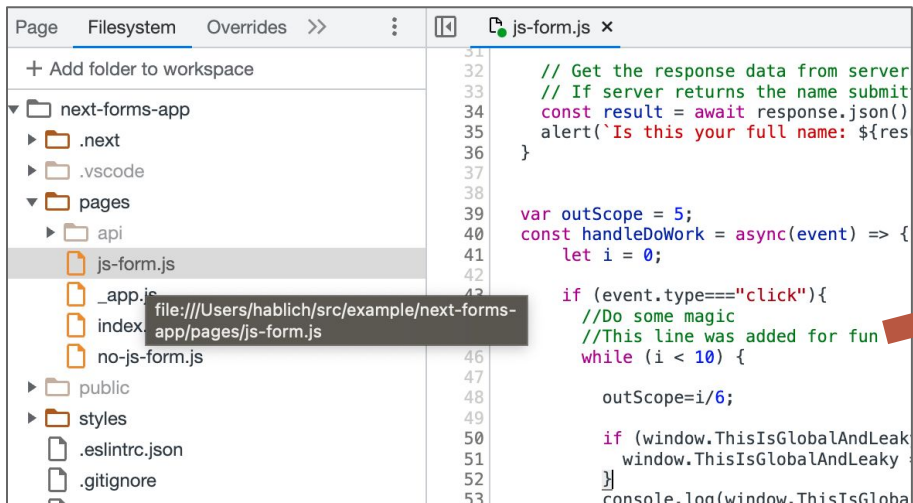 Page Filesystem Overrides >>
js-form.js ×
+ Add folder to workspace
next-forms-app
.next
.vscode
pages
api
js-form.js
_app.js
index.
no-js-form.js
public
styles
.eslintrc.json
.gitignore
file:///Users/hablich/src/example/next-forms-
app/pages/js-form.js
31
32 // Get the response data from server
33 // If server returns the name submit
34 const result = await response.json()
35 alert(`Is this your full name: ${res
36 }
37
38
39 var outScope = 5;
40 const handleDoWork = async(event) => {
41 let i = 0;
42
43 if (event.type==="click"){
//Do some magic
//This line was added for fun
46 while (i < 10) {
47
48 outScope=i/6;
49
50 if (window.ThisIsGlobalAndLeak
51 window.ThisIsGlobalAndLeaky =
52 }
53 console.log(window.ThisIsGloba